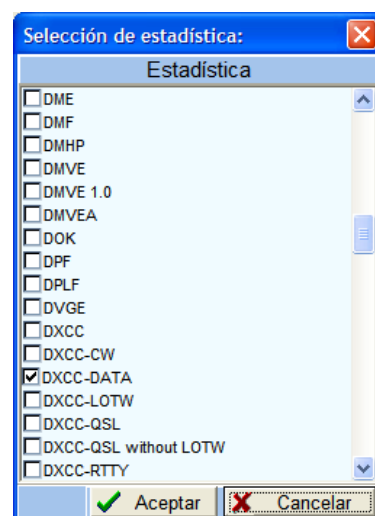 Selección de estadística:
Estadística
DME
DMF
DMHP
DMVE
DMVE 1.0
DMVEA
DOK
DPF
DPLF
DVGE
DXCC
DXCC-CW
DXCC-DATA
DXCC-LOTW
DXCC-QSL
DXCC-QSL without LOTW
DXCC-RTTY
Aceptar Cancelar